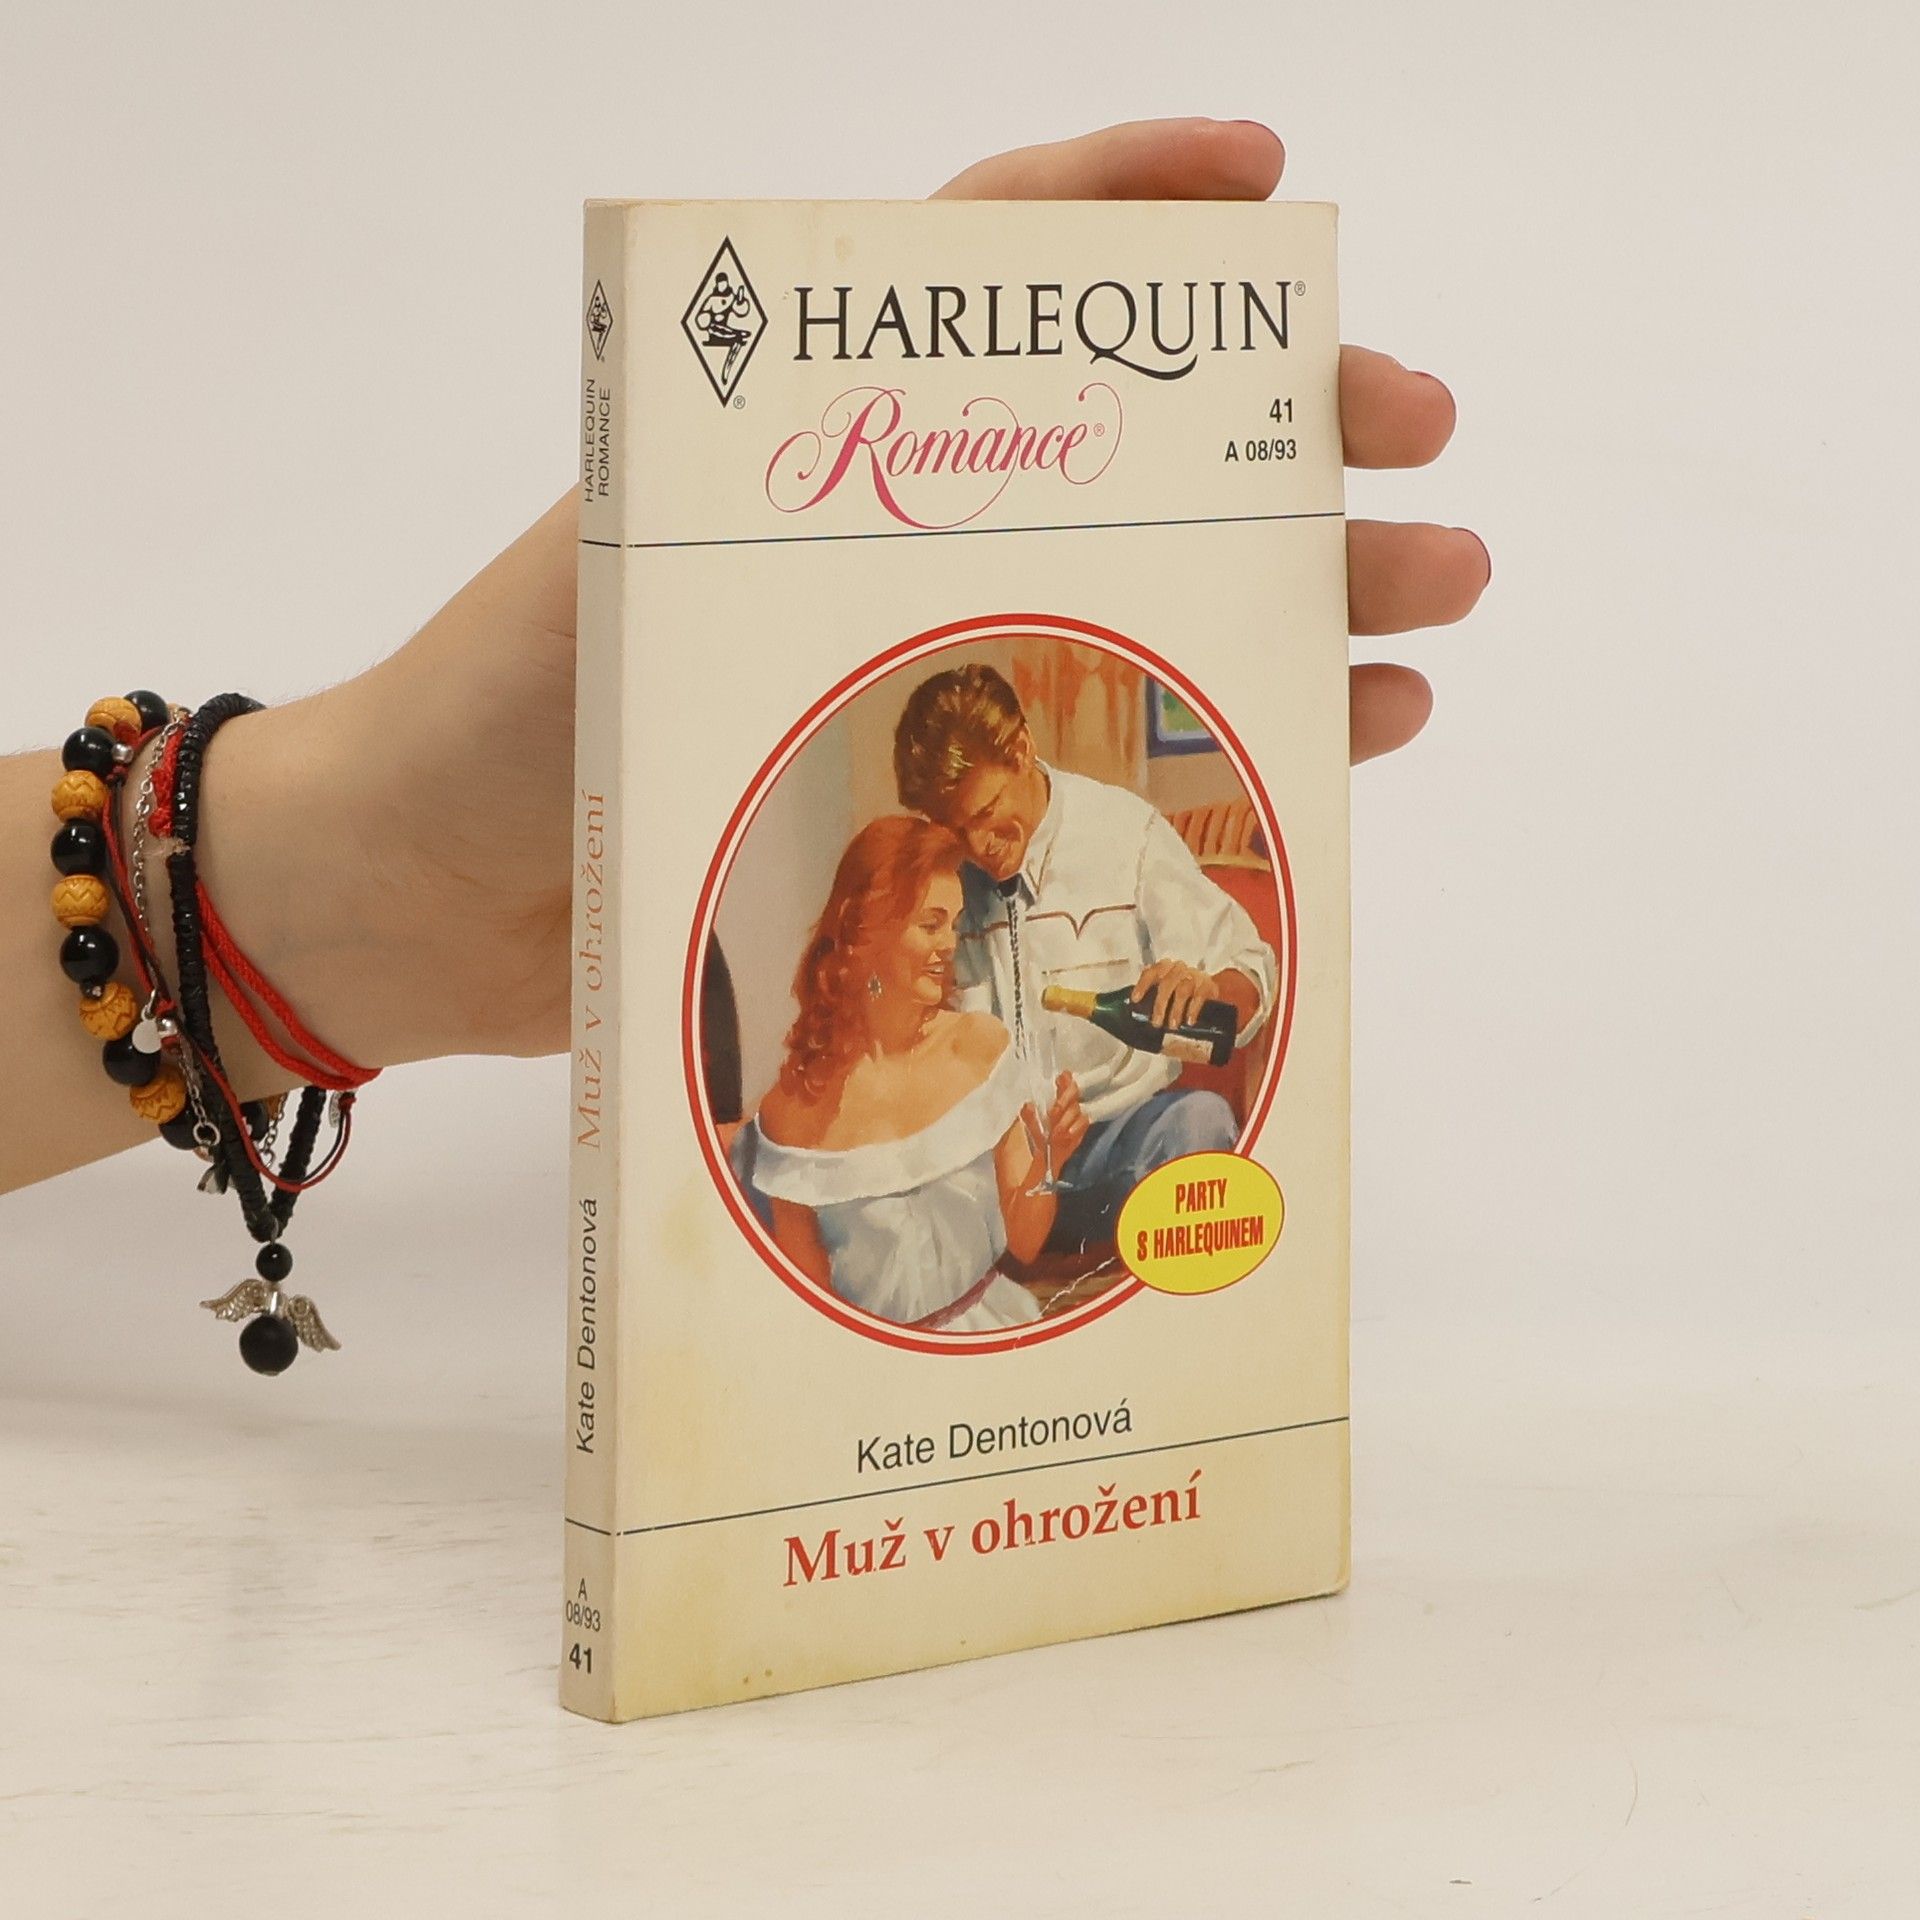 HARLEQUIN®
®
Romance®
41
A 08/93
PARTY
S HARLEQUINEM
Kate Dentonová
Muž v ohrožení
®
HARLEQUIN
ROMANCE
Muž v ohrožení
Kate Dentonová
A
08/93
41